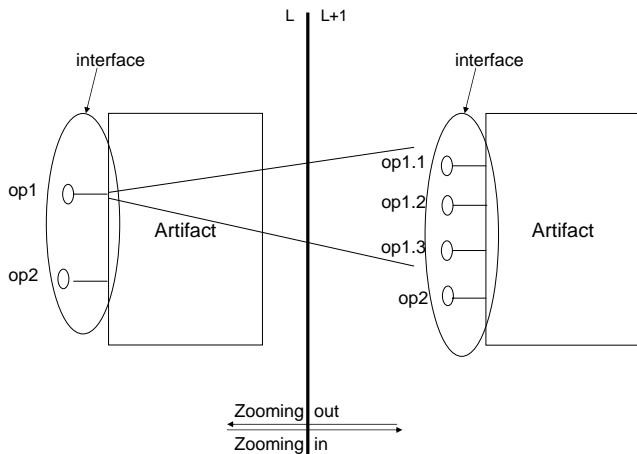 L L+1
interface
interface
op1
op2
Artifact
op1.1
op1.2
op1.3
op2
Artifact
Zooming out
Zooming in